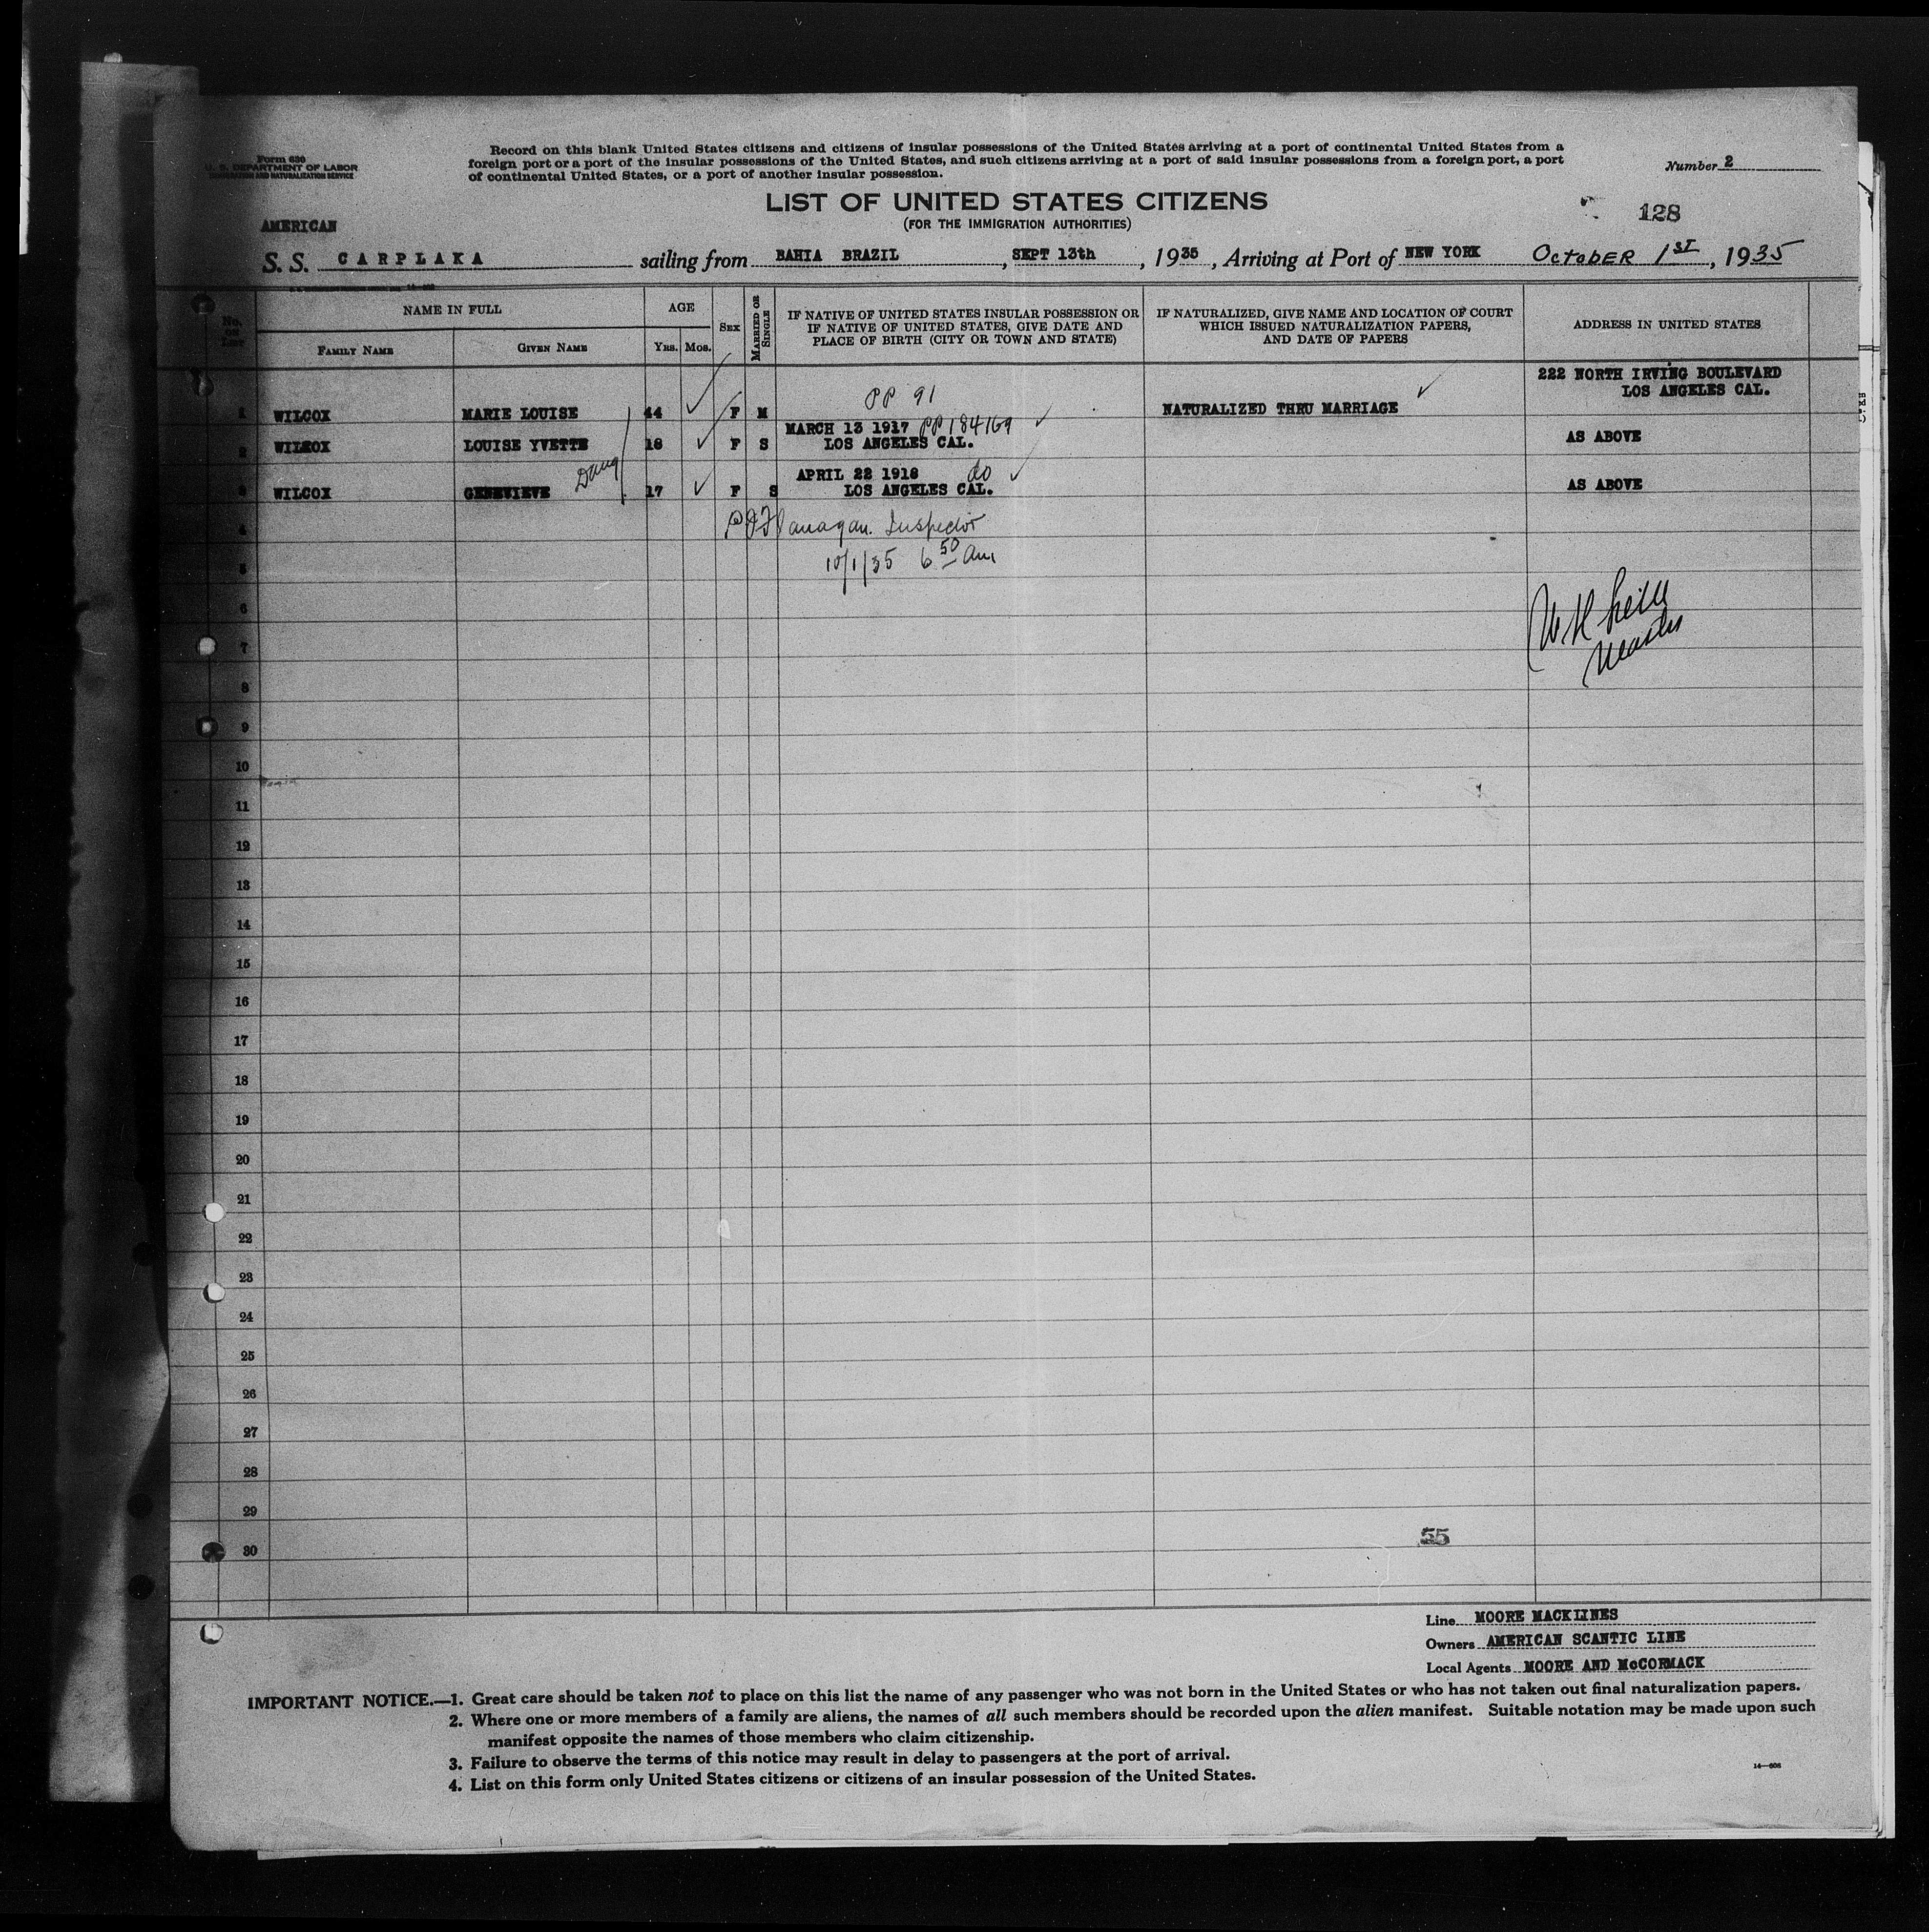 Form 630
U. S. DEPARTMENT OF LABOR
IMMIGRATION AND NATURALIZATION SERVICE
Record on this blank United States citizens and citizens of insular possessions of the United States arriving at a port of continental United States from a
foreign port or a port of the insular possessions of the United States, and such citizens arriving at a port of said insular possessions from a foreign port, a port
of continental United States, or a port of another insular possession.
Number 2
LIST OF UNITED STATES CITIZENS
(FOR THE IMMIGRATION AUTHORITIES)
128
AMERICAN
S. S. CARPLAKA sailing from BAHIA BRAZIL, SEPT 13th, 1935, Arriving at Port of NEW YORK October 1st, 1935
No. on List
NAME IN FULL
FAMILY NAME
GIVEN NAME
AGE
YRS. MOS.
SEX
MARRIED OR SINGLE
IF NATIVE OF UNITED STATES INSULAR POSSESSION OR
IF NATIVE OF UNITED STATES, GIVE DATE AND
PLACE OF BIRTH (CITY OR TOWN AND STATE)
IF NATURALIZED, GIVE NAME AND LOCATION OF COURT
WHICH ISSUED NATURALIZATION PAPERS,
AND DATE OF PAPERS
ADDRESS IN UNITED STATES
222 NORTH IRVING BOULEVARD
LOS ANGELES CAL.
PP 91
1 WILCOX MARIE LOUISE 44 F M NATURALIZED THRU MARRIAGE
MARCH 13 1917 PP 184169
2 WILCOX LOUISE YVETTE 18 F S LOS ANGELES CAL. AS ABOVE
Daug
APRIL 22 1918 do
3 WILCOX GENEVIEVE 17 F S LOS ANGELES CAL. AS ABOVE
4 PJ Flanagan. Inspector
5 10/1/35 6 50 am
6
W H
7 Master
8
9
10
11
12
13
14
15
16
17
18
19
20
21
22
23
24
25
26
27
28
29
55
30
Line MOORE MACKLINES
Owners AMERICAN SCANTIC LINE
Local Agents MOORE AND McCORMACK
IMPORTANT NOTICE.—1. Great care should be taken not to place on this list the name of any passenger who was not born in the United States or who has not taken out final naturalization papers.
2. Where one or more members of a family are aliens, the names of all such members should be recorded upon the alien manifest. Suitable notation may be made upon such
manifest opposite the names of those members who claim citizenship.
3. Failure to observe the terms of this notice may result in delay to passengers at the port of arrival.
4. List on this form only United States citizens or citizens of an insular possession of the United States.